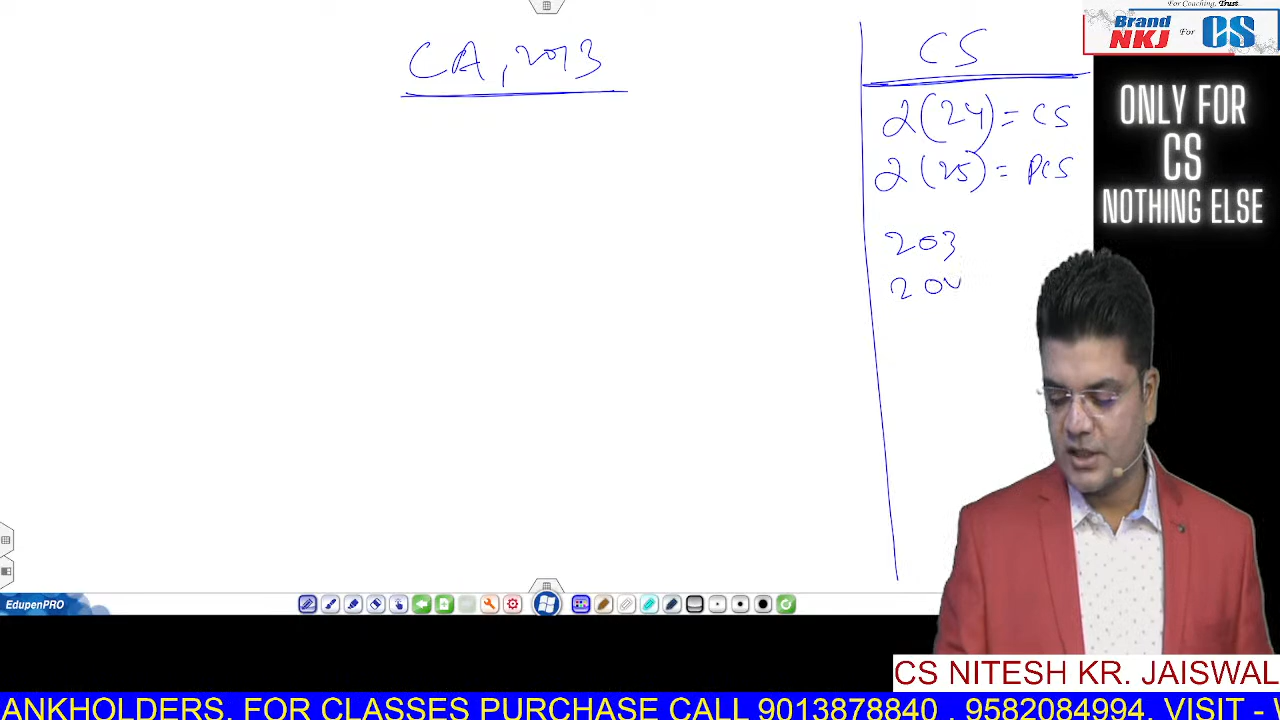 CA, 2013
CS
2(24) = CS
2(25) = PCS
203
204
For Coaching, Trust
Brand
NKJ
For
CS
ONLY FOR
CS
NOTHING ELSE
EdupenPRO
CS NITESH KR. JAISWAL
ANKHOLDERS. FOR CLASSES PURCHASE CALL 9013878840 , 9582084994, VISIT -